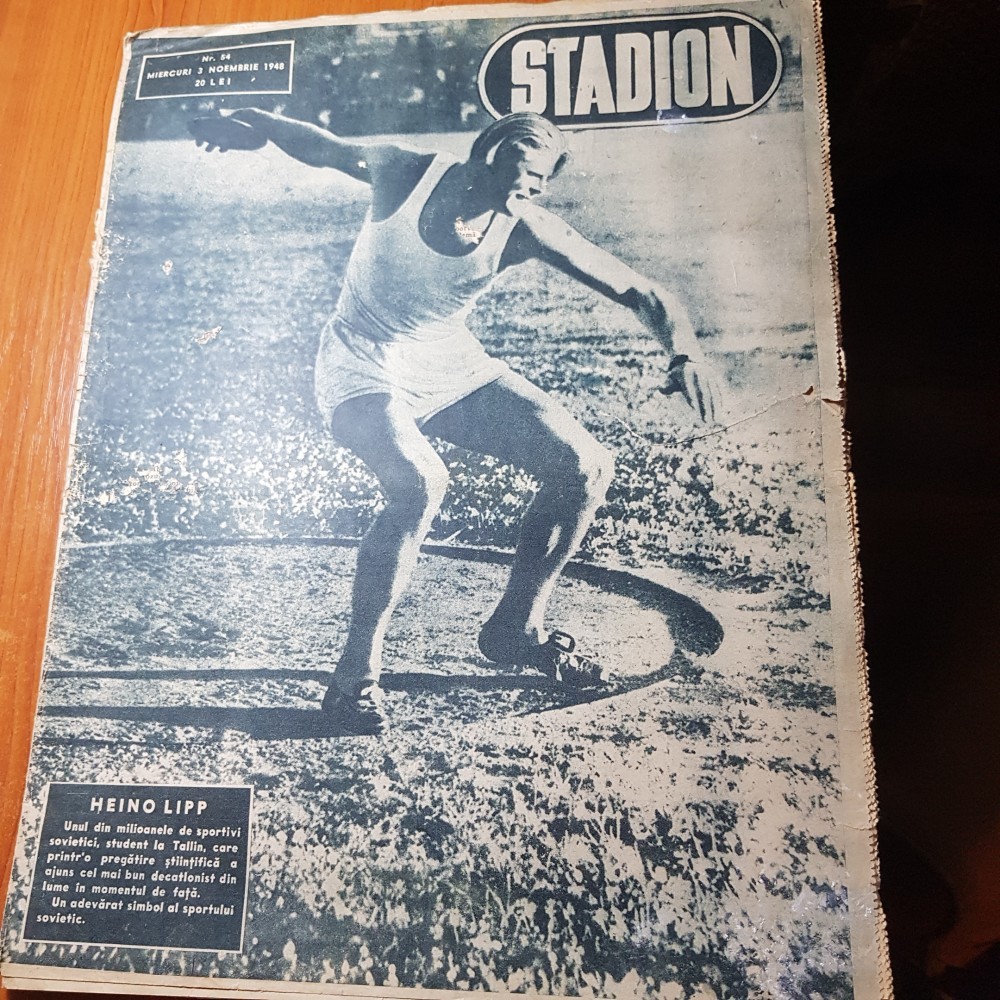 Nr. 54
MIERCURI 3 NOEMBRIE 1948
20 LEI
STADION
HEINO LIPP
Unul din milioanele de sportivi
sovietici, student la Tallin, care
printr'o pregătire științifică a
ajuns cel mai bun decatlonist din
lume în momentul de față.
Un adevărat simbol al sportului
sovietic.